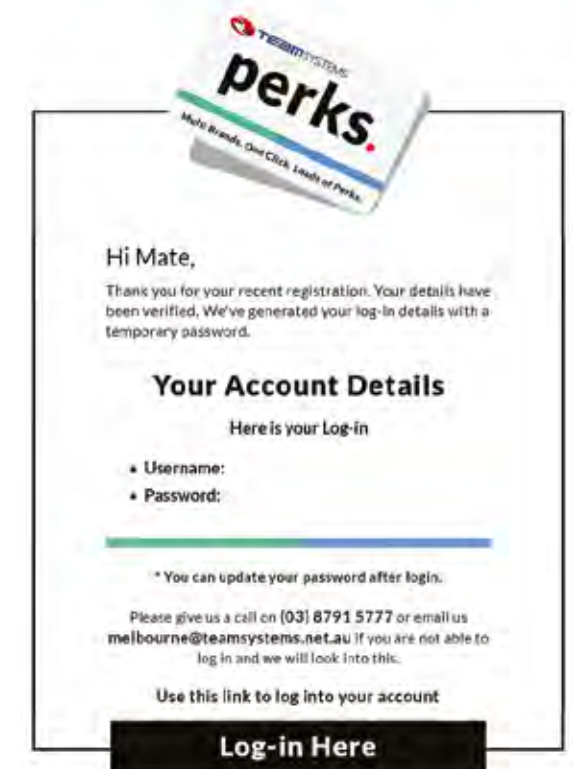 TEAMSYSTEMS
perks.
Multi Brands. One Click. Loads of Perks.
Hi Mate,
Thank you for your recent registration. Your details have
been verified. We've generated your log-in details with a
temporary password.
Your Account Details
Here is your Log-in
• Username:
• Password:
* You can update your password after login.
Please give us a call on (03) 8791 5777 or email us
melbourne@teamsystems.net.au if you are not able to
log in and we will look into this.
Use this link to log into your account
Log-in Here